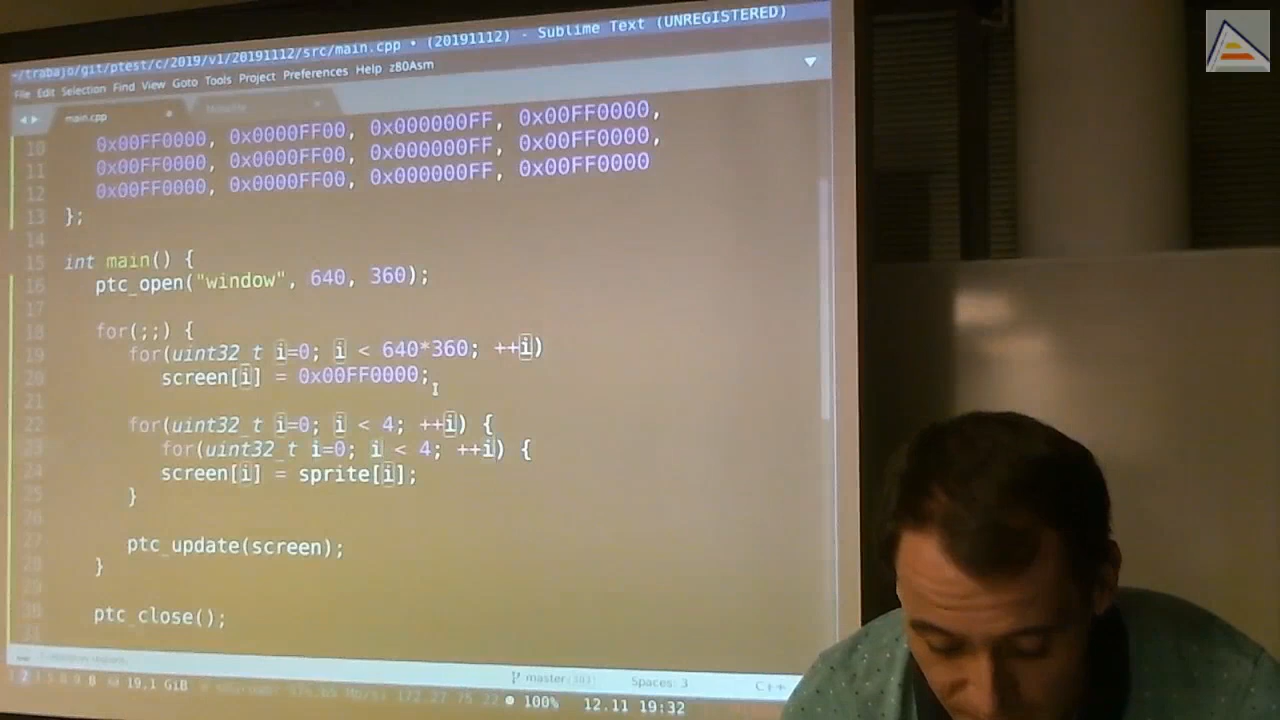 ~/trabajo/git/ptest/c/2019/v1/20191112/src/main.cpp • (20191112) - Sublime Text (UNREGISTERED)
File Edit Selection Find View Goto Tools Project Preferences Help z80Asm
main.cpp
10 0x00FF0000, 0x0000FF00, 0x000000FF, 0x00FF0000,
11 0x00FF0000, 0x0000FF00, 0x000000FF, 0x00FF0000,
12 0x00FF0000, 0x0000FF00, 0x000000FF, 0x00FF0000
13 };
14
15 int main() {
16 ptc_open("window", 640, 360);
17
18 for(;;) {
19 for(uint32_t i=0; i < 640*360; ++i)
20 screen[i] = 0x00FF0000;
21
22 for(uint32_t i=0; i < 4; ++i) {
23 for(uint32_t i=0; i < 4; ++i) {
24 screen[i] = sprite[i];
25 }
26
27 ptc_update(screen);
28 }
29
30 ptc_close();
31
master Spaces: 3 C++
19,1 GiB 100% 12.11 19:32